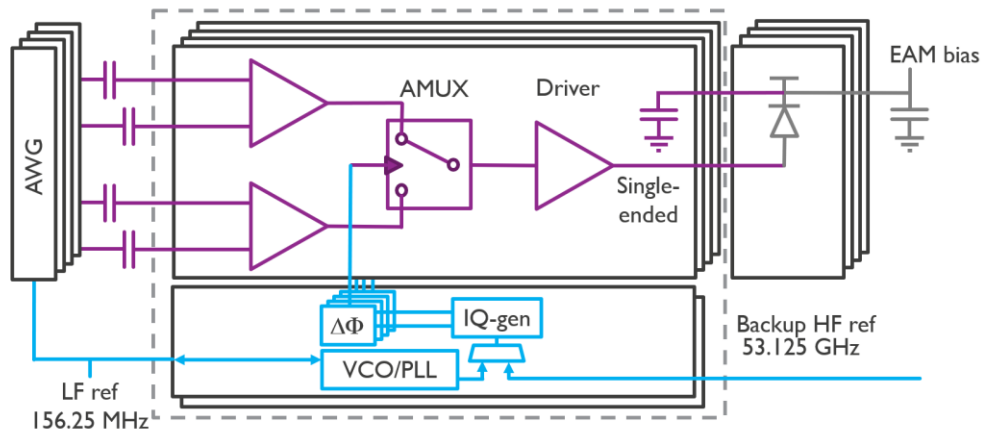 AWG
AMUX
Driver
EAM bias
Single-
ended
ΔΦ
IQ-gen
VCO/PLL
Backup HF ref
53.125 GHz
LF ref
156.25 MHz